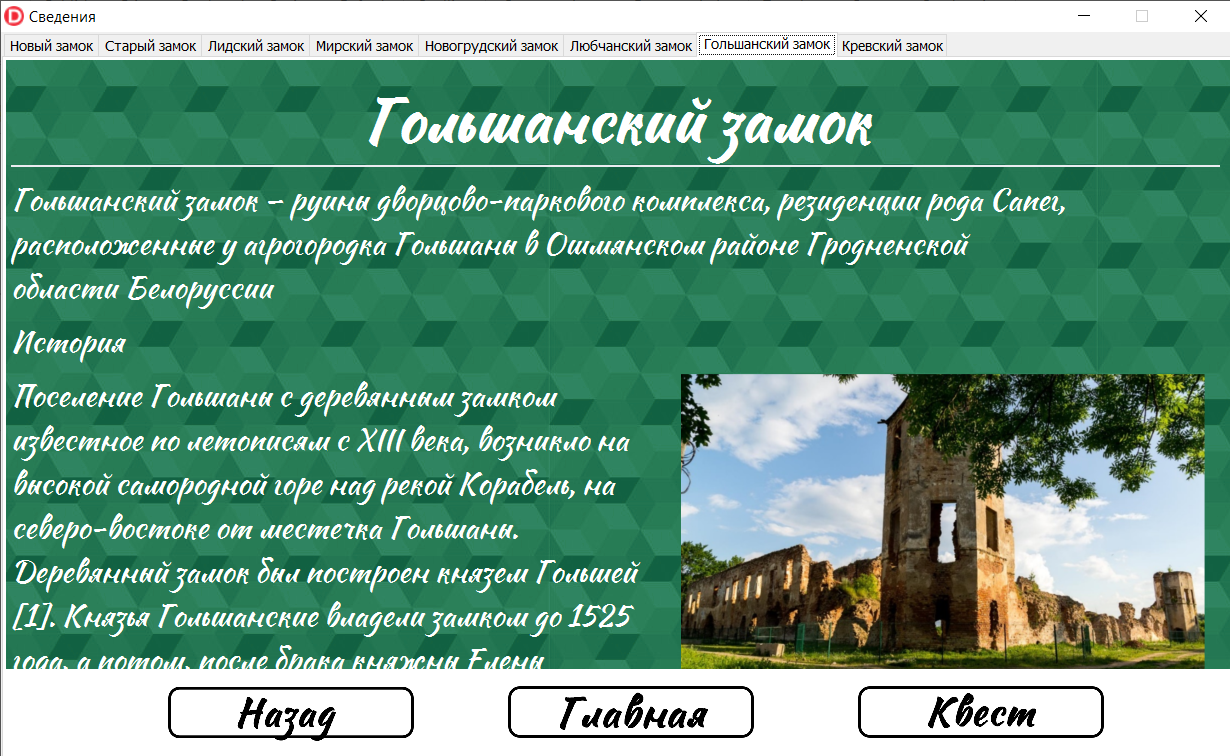 Сведения
Новый замок Старый замок Лидский замок Мирский замок Новогрудский замок Любчанский замок Гольшанский замок Кревский замок
Гольшанский замок
Гольшанский замок – руины дворцово-паркового комплекса, резиденции рода Сапег,
расположенные у агрогородка Гольшаны в Ошмянском районе Гродненской
области Белоруссии
История
Поселение Гольшаны с деревянным замком
известное по летописям с XIII века, возникло на
высокой самородной горе над рекой Корабель, на
северо-востоке от местечка Гольшаны.
Деревянный замок был построен князем Гольшей
[1]. Князья Гольшанские владели замком до 1525
года, а потом, после брака княжны Елены
Назад Главная Квест